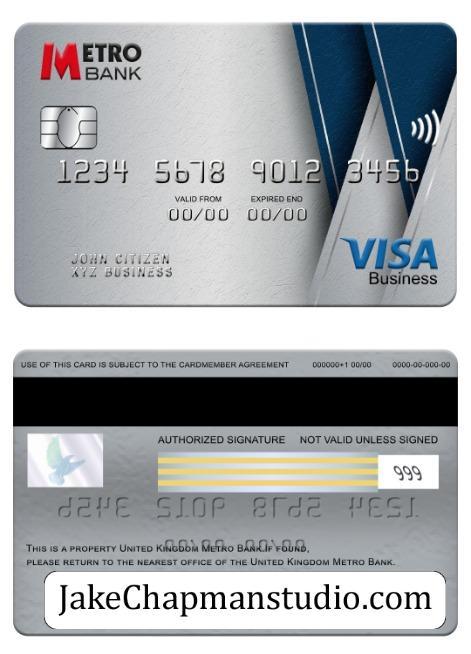 METRO
BANK
1234 5678 9012 3456
VALID FROM EXPIRED END
00/00 00/00
JOHN CITIZEN
XYZ BUSINESS
VISA
Business
USE OF THIS CARD IS SUBJECT TO THE CARDMEMBER AGREEMENT 000000+1 00/00 0000-00-000-00
AUTHORIZED SIGNATURE NOT VALID UNLESS SIGNED
999
THIS IS A PROPERTY UNITED KINGDOM METRO BANK.IF FOUND,
PLEASE RETURN TO THE NEAREST OFFICE OF THE UNITED KINGDOM METRO BANK.
JakeChapmanstudio.com